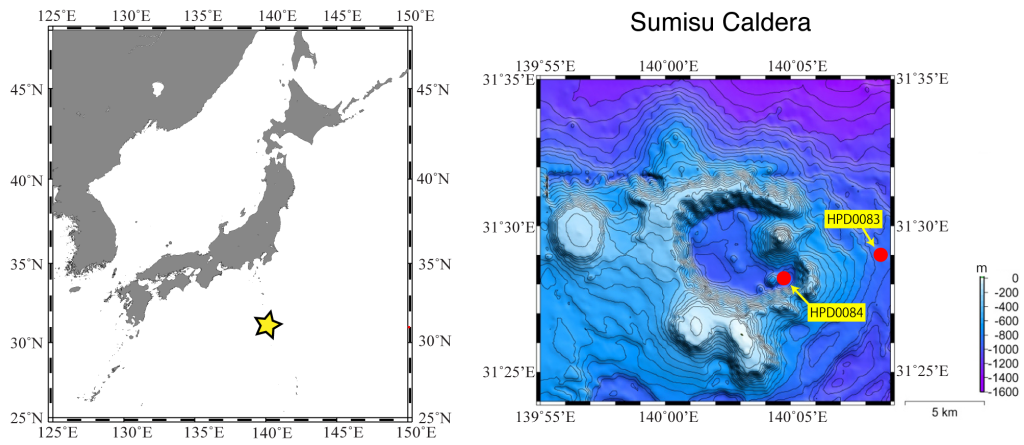 Sumisu Caldera
125°E 130°E 135°E 140°E 145°E 150°E
45°N 45°N
40°N 40°N
35°N 35°N
30°N 30°N
25°N 25°N
125°E 130°E 135°E 140°E 145°E 150°E
139°55'E 140°00'E 140°05'E
31°35'E 31°35'E
31°30'E 31°30'E
31°25'E 31°25'E
139°55'E 140°00'E 140°05'E
HPD0083
HPD0084
m
0
-200
-400
-600
-800
-1000
-1200
-1400
-1600
5 km